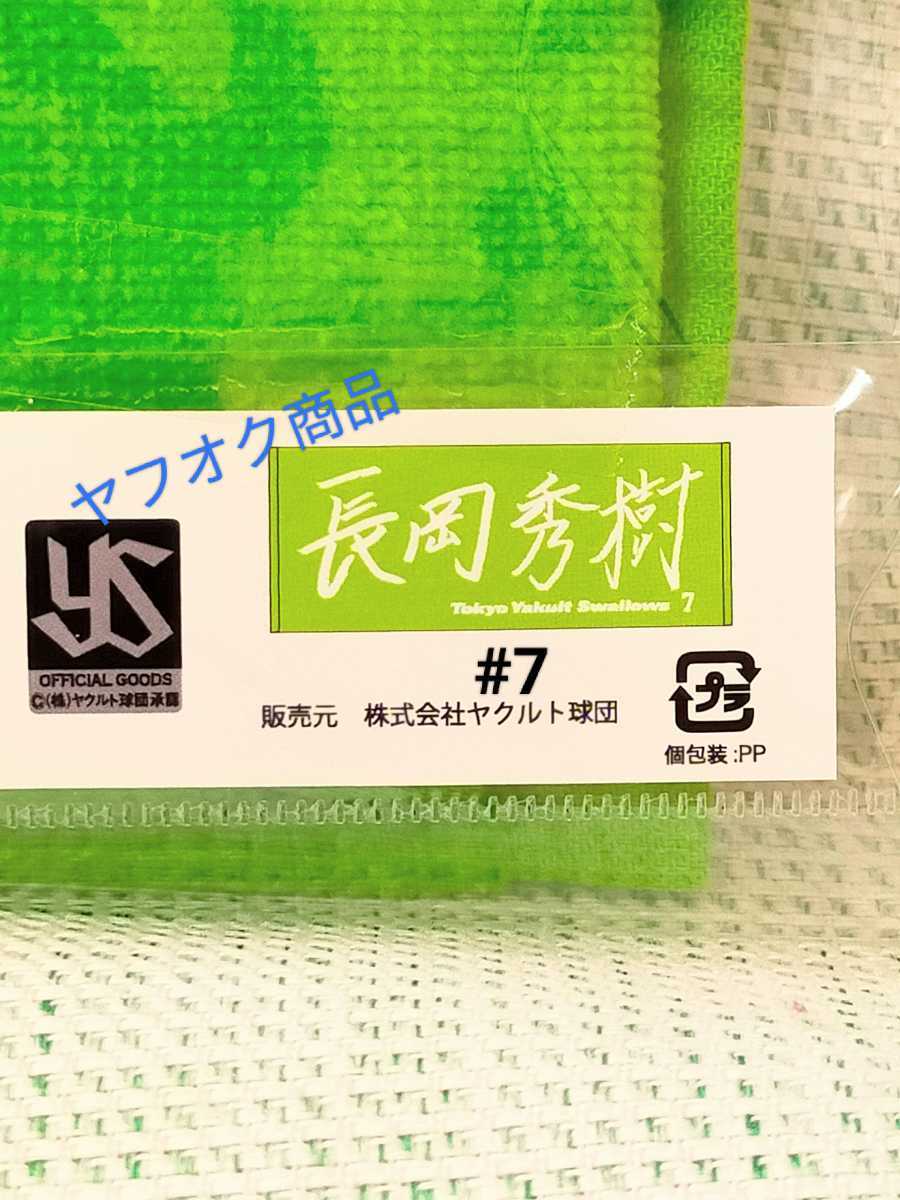 ヤフオク商品
長岡秀樹
Tokyo Yakult Swallows 7
YS
OFFICIAL GOODS
C(株)ヤクルト球団承認
#7
販売元 株式会社ヤクルト球団
プラ
個包装:PP